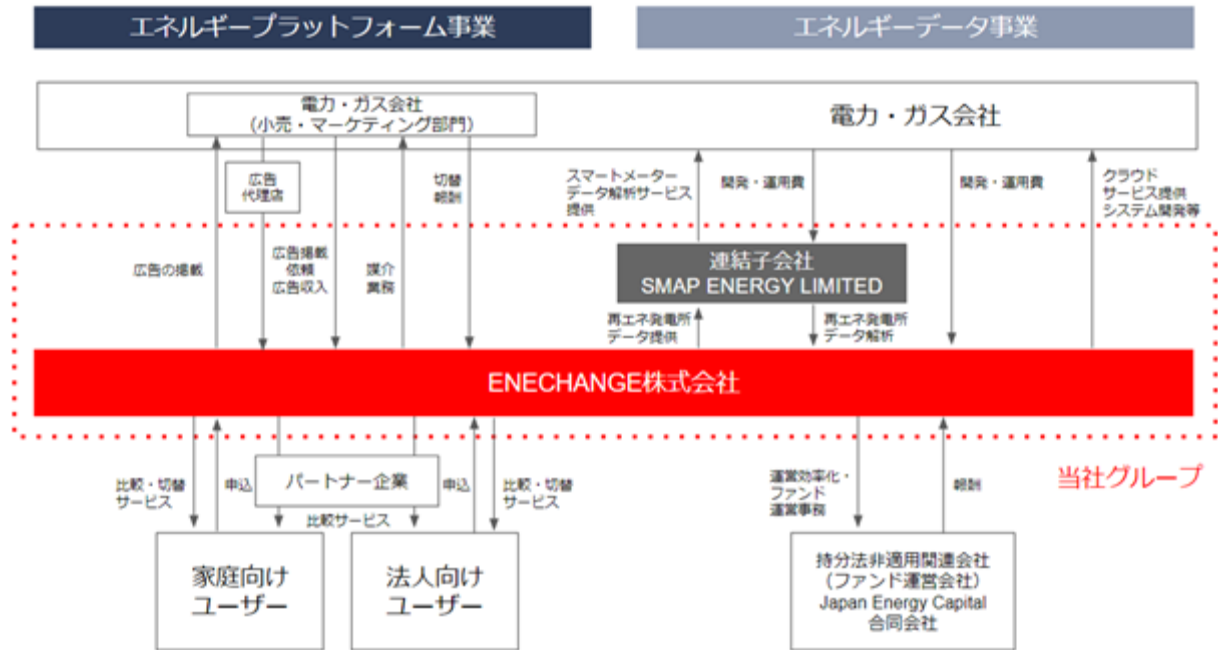 エネルギープラットフォーム事業
エネルギーデータ事業
電力・ガス会社
(小売・マーケティング部門)
電力・ガス会社
広告
代理店
切替
報酬
スマートメーター
データ解析サービス
提供
開発・運用費
開発・運用費
クラウド
サービス提供
システム開発等
広告の掲載
広告掲載
依頼
広告収入
媒介
業務
連結子会社
SMAP ENERGY LIMITED
再エネ発電所
データ提供
再エネ発電所
データ解析
ENECHANGE株式会社
当社グループ
比較・切替
サービス
申込
パートナー企業
申込
比較・切替
サービス
比較サービス
運営効率化・
ファンド
運営事務
報酬
家庭向け
ユーザー
法人向け
ユーザー
持分法非適用関連会社
(ファンド運営会社)
Japan Energy Capital
合同会社